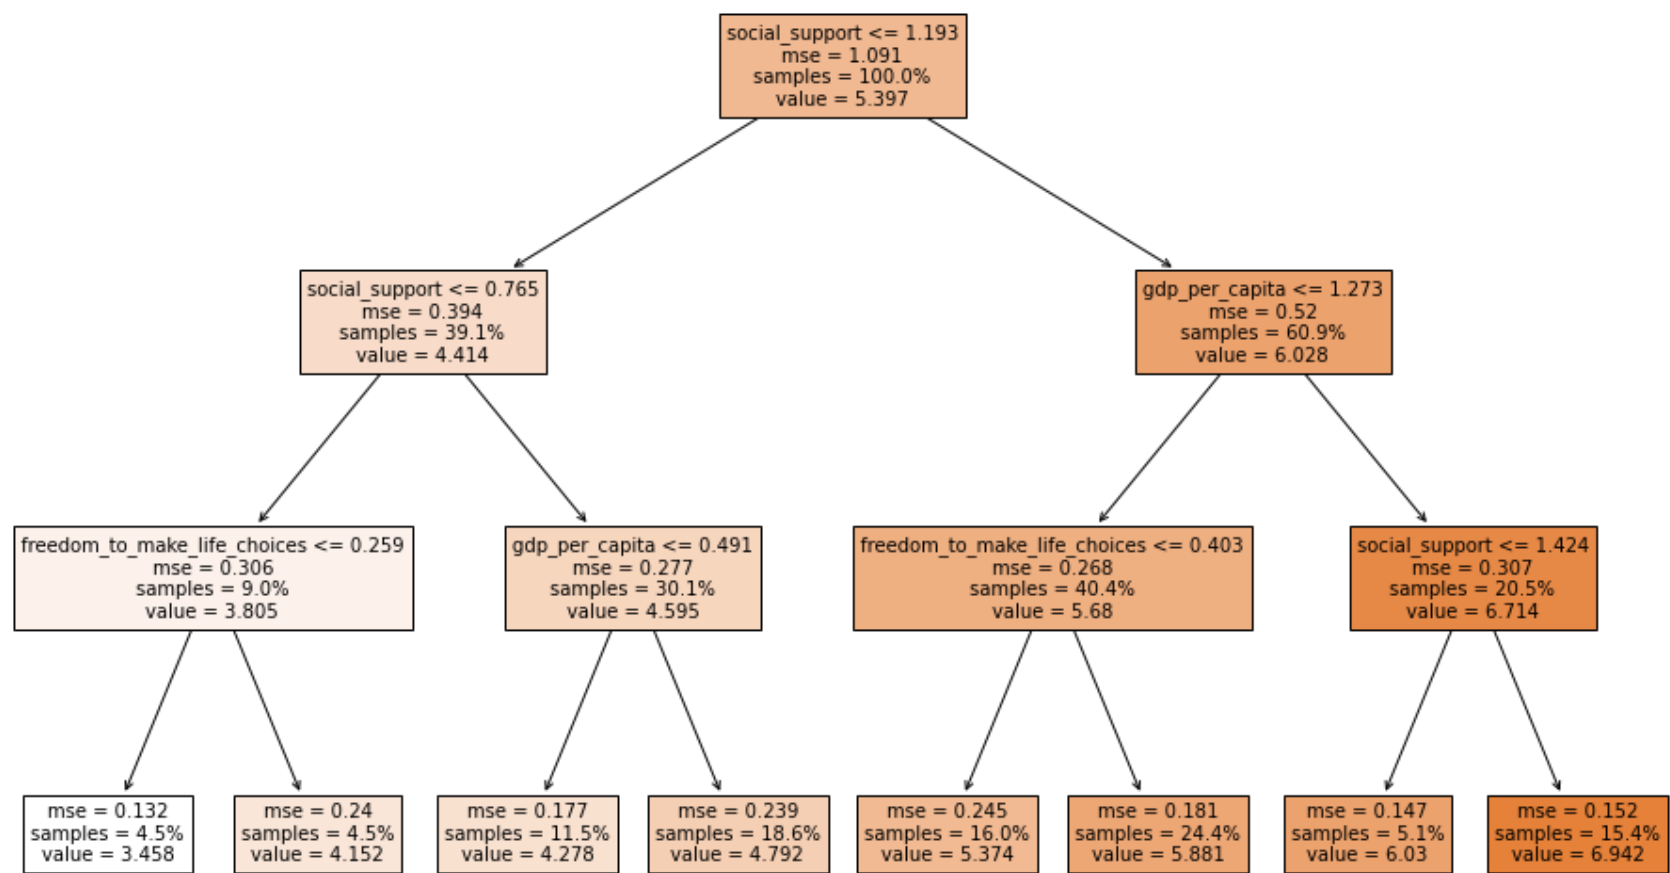 social_support <= 1.193
mse = 1.091
samples = 100.0%
value = 5.397
social_support <= 0.765
mse = 0.394
samples = 39.1%
value = 4.414
gdp_per_capita <= 1.273
mse = 0.52
samples = 60.9%
value = 6.028
freedom_to_make_life_choices <= 0.259
mse = 0.306
samples = 9.0%
value = 3.805
gdp_per_capita <= 0.491
mse = 0.277
samples = 30.1%
value = 4.595
freedom_to_make_life_choices <= 0.403
mse = 0.268
samples = 40.4%
value = 5.68
social_support <= 1.424
mse = 0.307
samples = 20.5%
value = 6.714
mse = 0.132
samples = 4.5%
value = 3.458
mse = 0.24
samples = 4.5%
value = 4.152
mse = 0.177
samples = 11.5%
value = 4.278
mse = 0.239
samples = 18.6%
value = 4.792
mse = 0.245
samples = 16.0%
value = 5.374
mse = 0.181
samples = 24.4%
value = 5.881
mse = 0.147
samples = 5.1%
value = 6.03
mse = 0.152
samples = 15.4%
value = 6.942